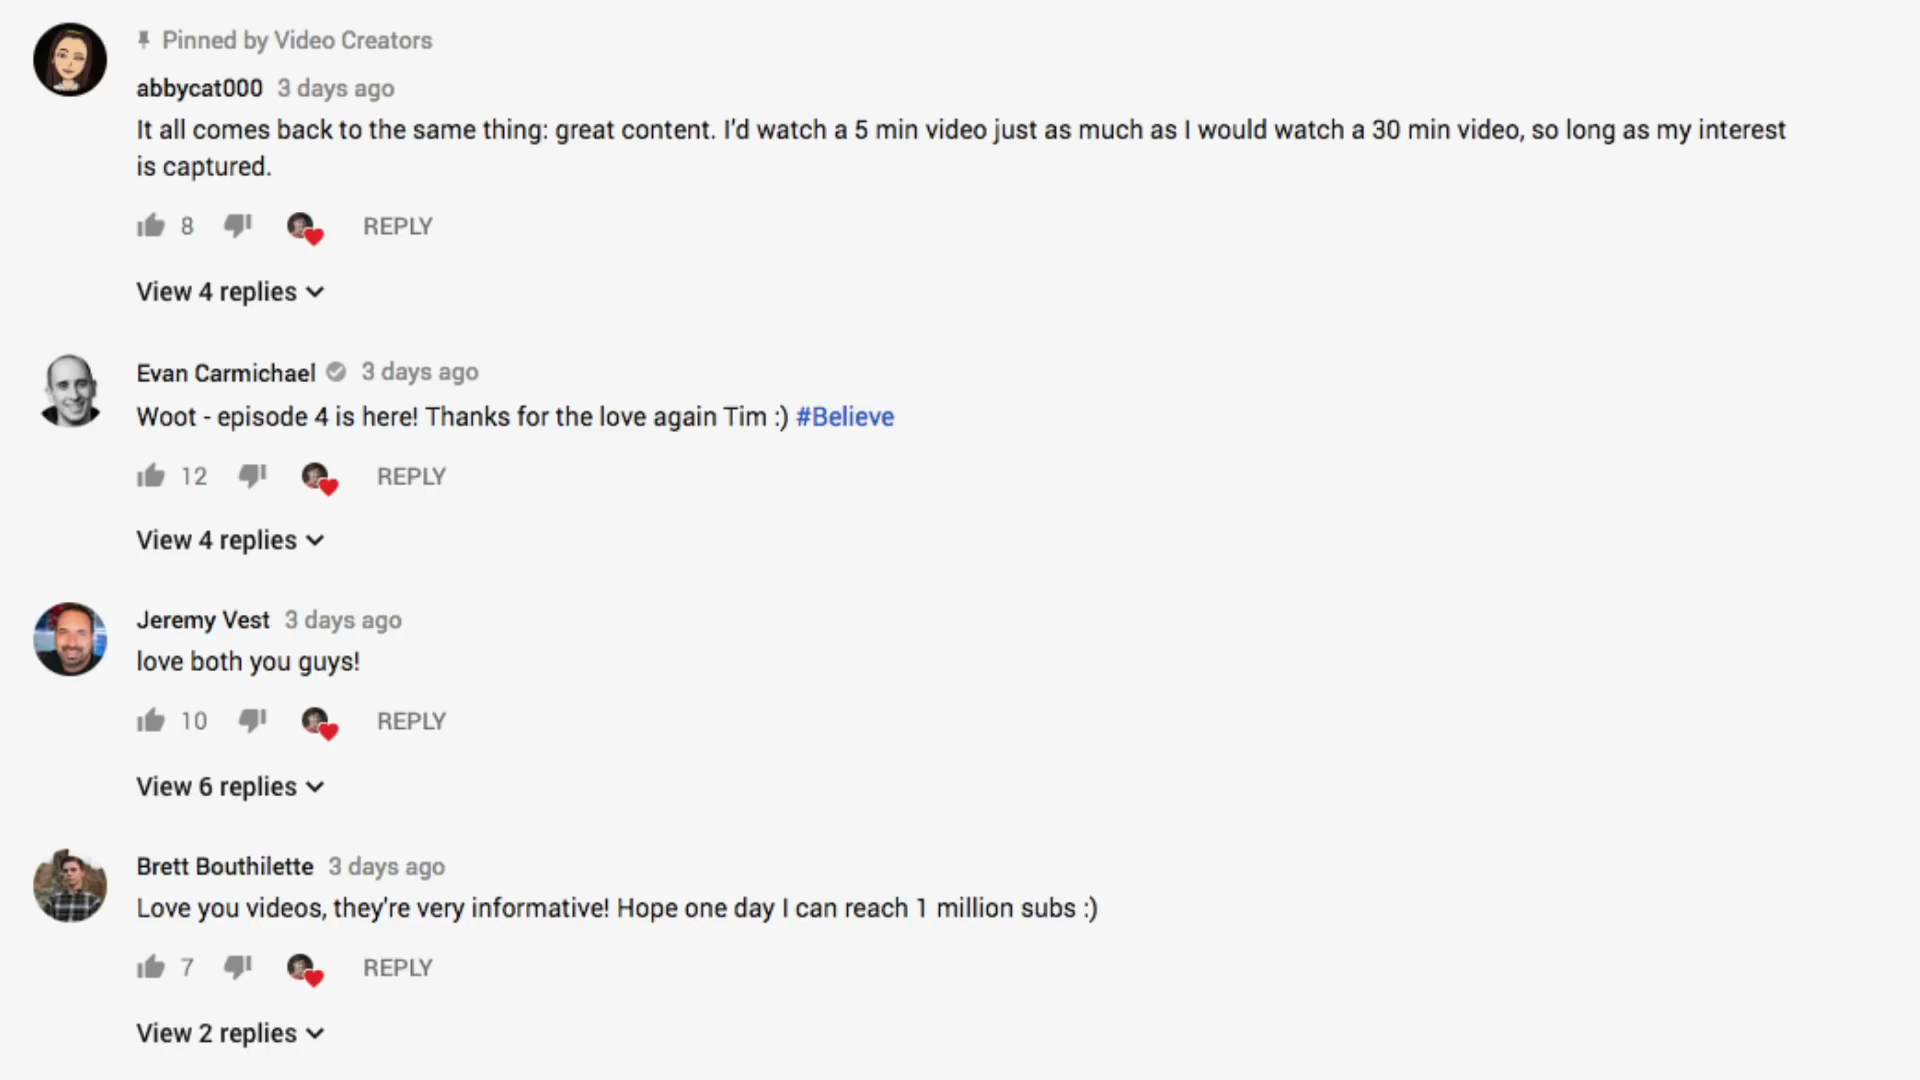 Pinned by Video Creators
abbycat000 3 days ago
It all comes back to the same thing: great content. I'd watch a 5 min video just as much as I would watch a 30 min video, so long as my interest
is captured.
8 REPLY
View 4 replies
Evan Carmichael 3 days ago
Woot - episode 4 is here! Thanks for the love again Tim :) #Believe
12 REPLY
View 4 replies
Jeremy Vest 3 days ago
love both you guys!
10 REPLY
View 6 replies
Brett Bouthilette 3 days ago
Love you videos, they're very informative! Hope one day I can reach 1 million subs :)
7 REPLY
View 2 replies